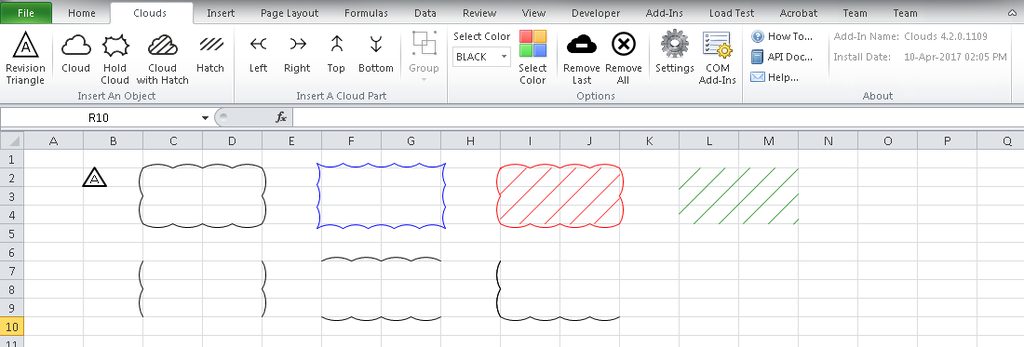 File Home Clouds Insert Page Layout Formulas Data Review View Developer Add-Ins Load Test Acrobat Team Team
A Revision Triangle
Cloud
Hold Cloud
Cloud with Hatch
Hatch
Insert An Object
Left Right Top Bottom Group
Insert A Cloud Part
Select Color
BLACK
Select Color
Remove Last
Remove All
Settings
COM Add-Ins
Options
How To...
API Doc...
Help...
Add-In Name: Clouds 4.2.0.1109
Install Date: 10-Apr-2017 02:05 PM
About
R10 fx
A B C D E F G H I J K L M N O P Q
1
2 A
3
4
5
6
7
8
9
10
11